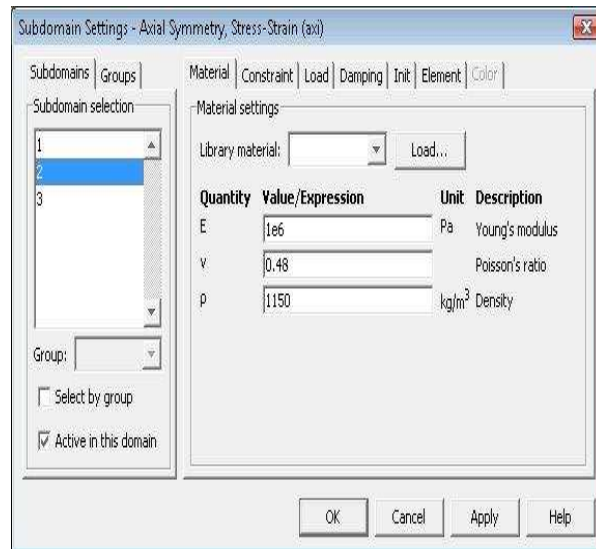 Subdomain Settings - Axial Symmetry, Stress-Strain (axi)
Subdomains Groups
Subdomain selection
1
2
3
Group:
Select by group
Active in this domain
Material Constraint Load Damping Init Element Color
Material settings
Library material: Load...
Quantity Value/Expression Unit Description
E 1e6 Pa Young's modulus
ν 0.48 Poisson's ratio
ρ 1150 kg/m³ Density
OK Cancel Apply Help